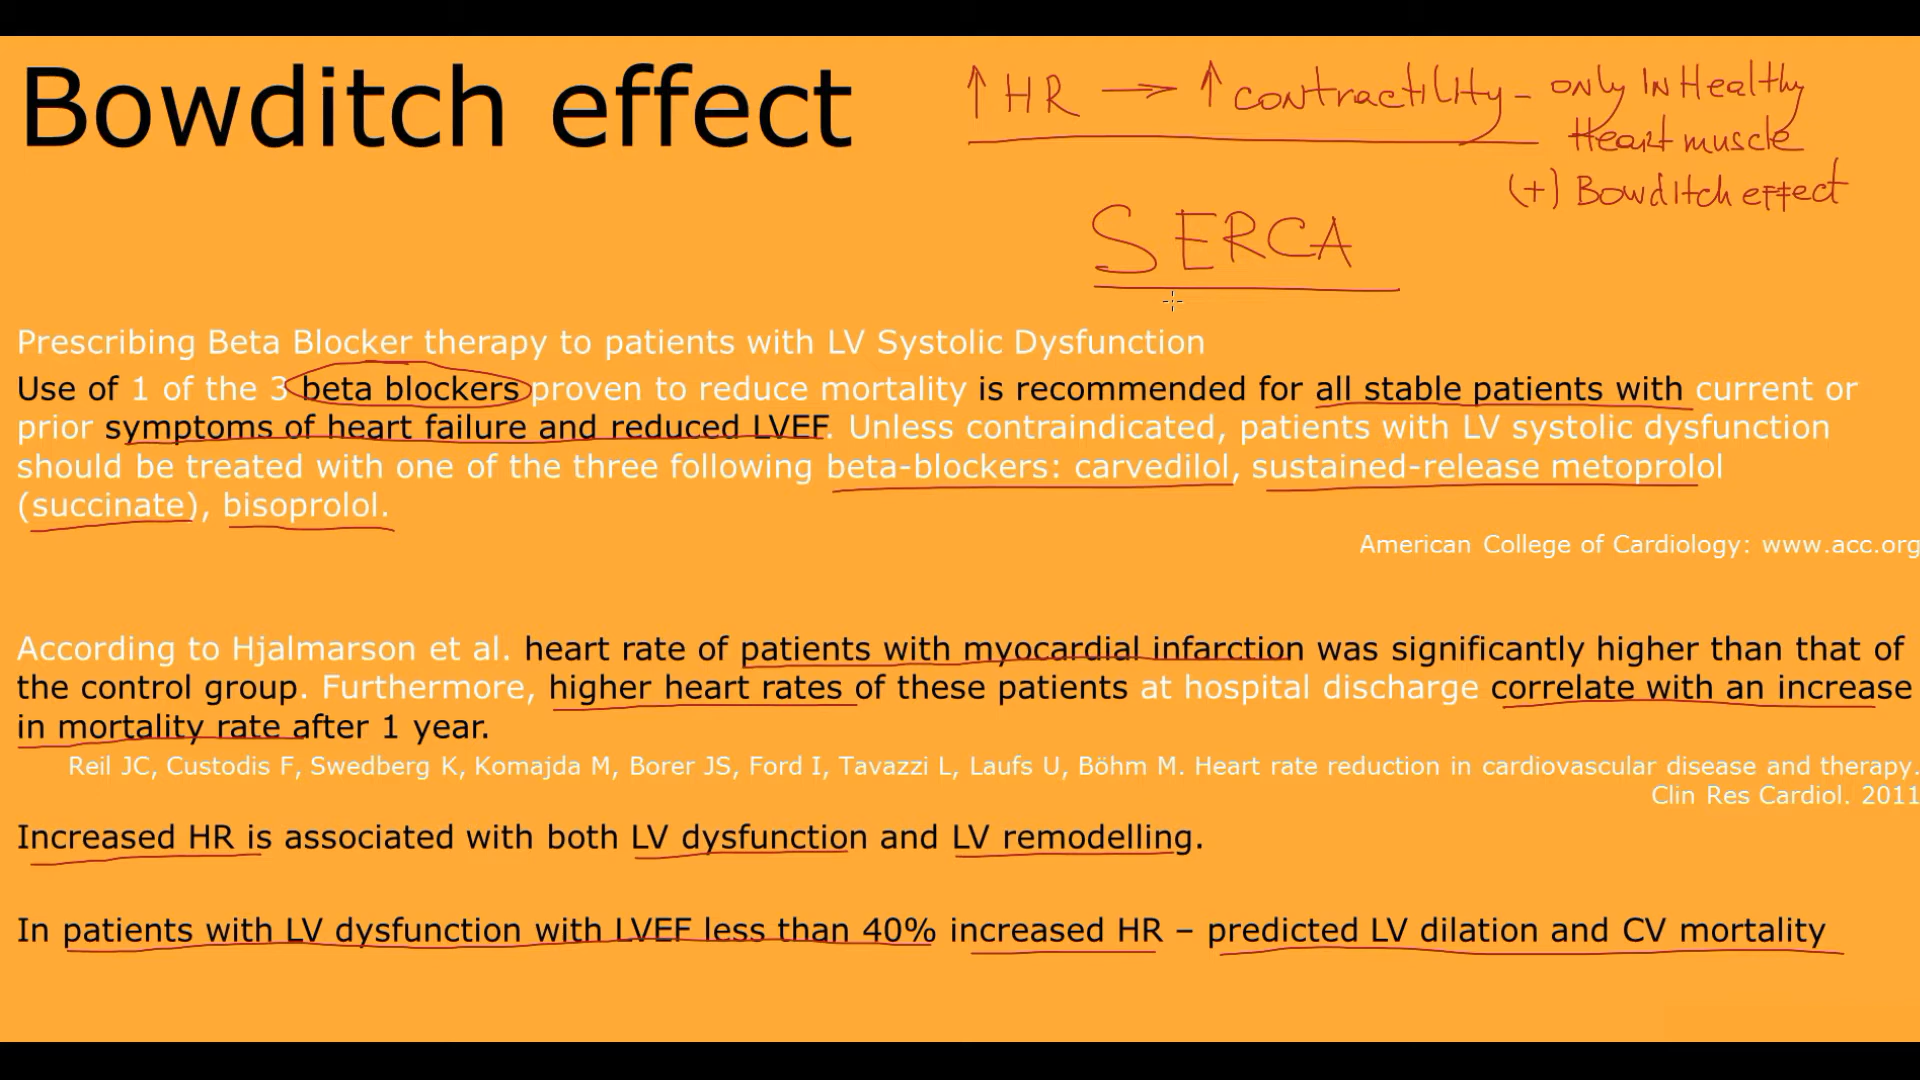 Bowditch effect
↑ HR → ↑ contractility - only in Healthy
Heart muscle
(+) Bowditch effect
SERCA
Prescribing Beta Blocker therapy to patients with LV Systolic Dysfunction
Use of 1 of the 3 beta blockers proven to reduce mortality is recommended for all stable patients with current or
prior symptoms of heart failure and reduced LVEF. Unless contraindicated, patients with LV systolic dysfunction
should be treated with one of the three following beta-blockers: carvedilol, sustained-release metoprolol
(succinate), bisoprolol.
American College of Cardiology: www.acc.org
According to Hjalmarson et al. heart rate of patients with myocardial infarction was significantly higher than that of
the control group. Furthermore, higher heart rates of these patients at hospital discharge correlate with an increase
in mortality rate after 1 year.
Reil JC, Custodis F, Swedberg K, Komajda M, Borer JS, Ford I, Tavazzi L, Laufs U, Böhm M. Heart rate reduction in cardiovascular disease and therapy.
Clin Res Cardiol. 2011
Increased HR is associated with both LV dysfunction and LV remodelling.
In patients with LV dysfunction with LVEF less than 40% increased HR – predicted LV dilation and CV mortality